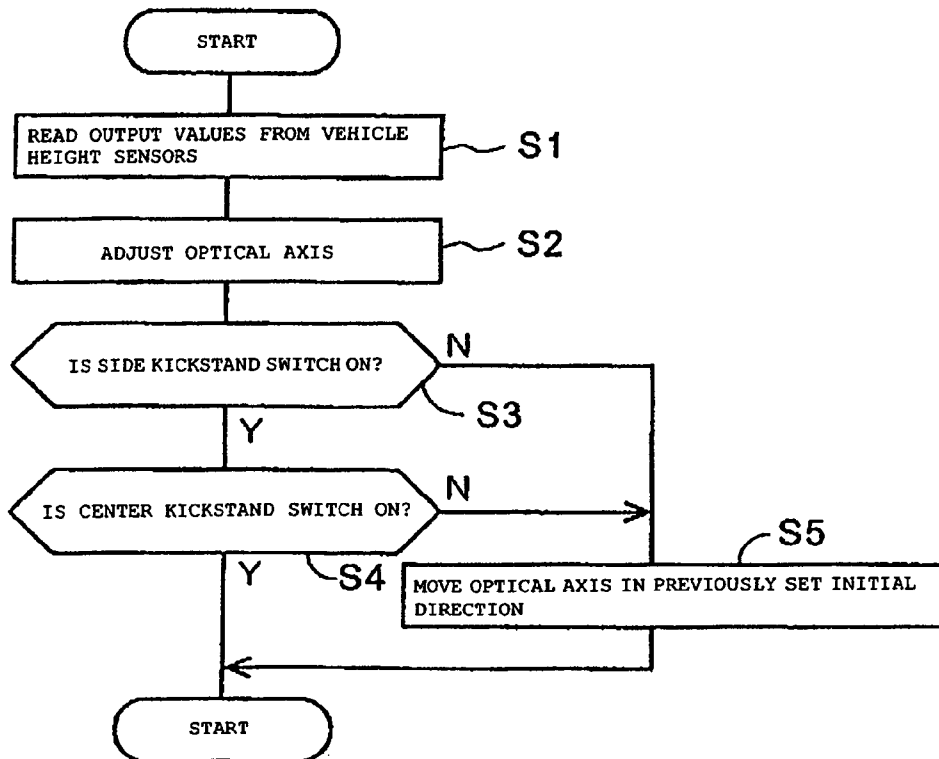 START
READ OUTPUT VALUES FROM VEHICLE
HEIGHT SENSORS
S1
ADJUST OPTICAL AXIS
S2
IS SIDE KICKSTAND SWITCH ON?
N
S3
Y
IS CENTER KICKSTAND SWITCH ON?
N
S4
Y
S5
MOVE OPTICAL AXIS IN PREVIOUSLY SET INITIAL
DIRECTION
START